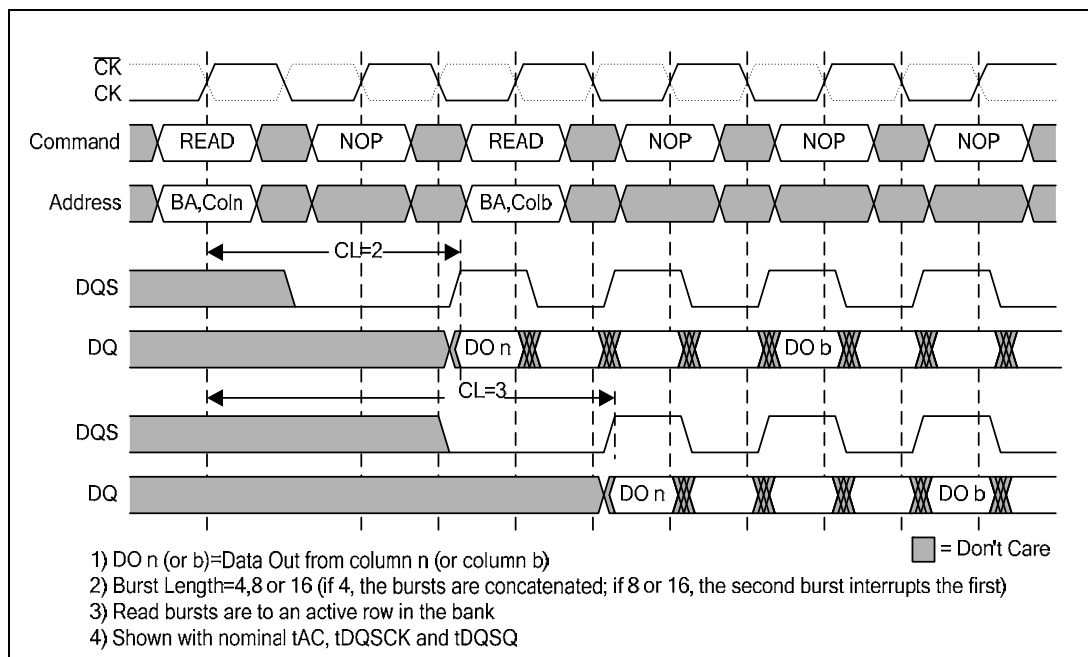 CK
CK
Command READ NOP READ NOP NOP NOP
Address BA,Coln BA,Colb
CL=2
DQS
DQ DO n DO b
CL=3
DQS
DQ DO n DO b
1) DO n (or b)=Data Out from column n (or column b)
= Don't Care
2) Burst Length=4,8 or 16 (if 4, the bursts are concatenated; if 8 or 16, the second burst interrupts the first)
3) Read bursts are to an active row in the bank
4) Shown with nominal tAC, tDQSCK and tDQSQ